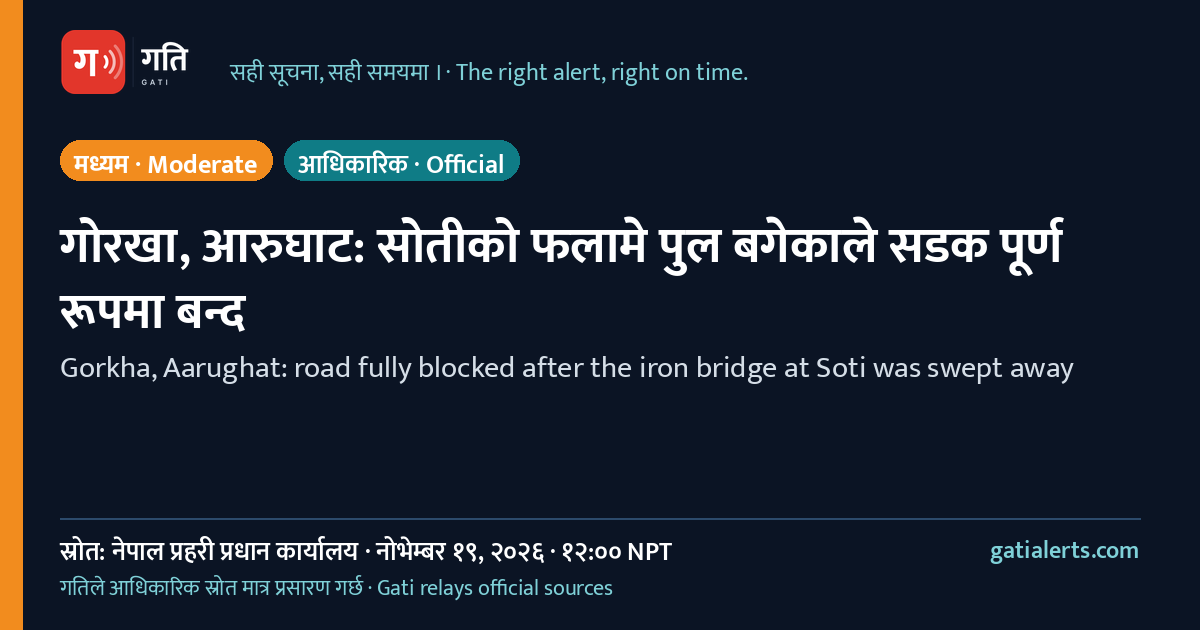 ग गति
GATI
सही सूचना, सही समयमा । · The right alert, right on time.
मध्यम · Moderate
आधिकारिक · Official
गोरखा, आरुघाट: सोतीको फलामे पुल बगेकाले सडक पूर्ण
रूपमा बन्द
Gorkha, Aarughat: road fully blocked after the iron bridge at Soti was swept away
स्रोत: नेपाल प्रहरी प्रधान कार्यालय · नोभेम्बर १९, २०२६ · १२:०० NPT
gatialerts.com
गतिले आधिकारिक स्रोत मात्र प्रसारण गर्छ · Gati relays official sources